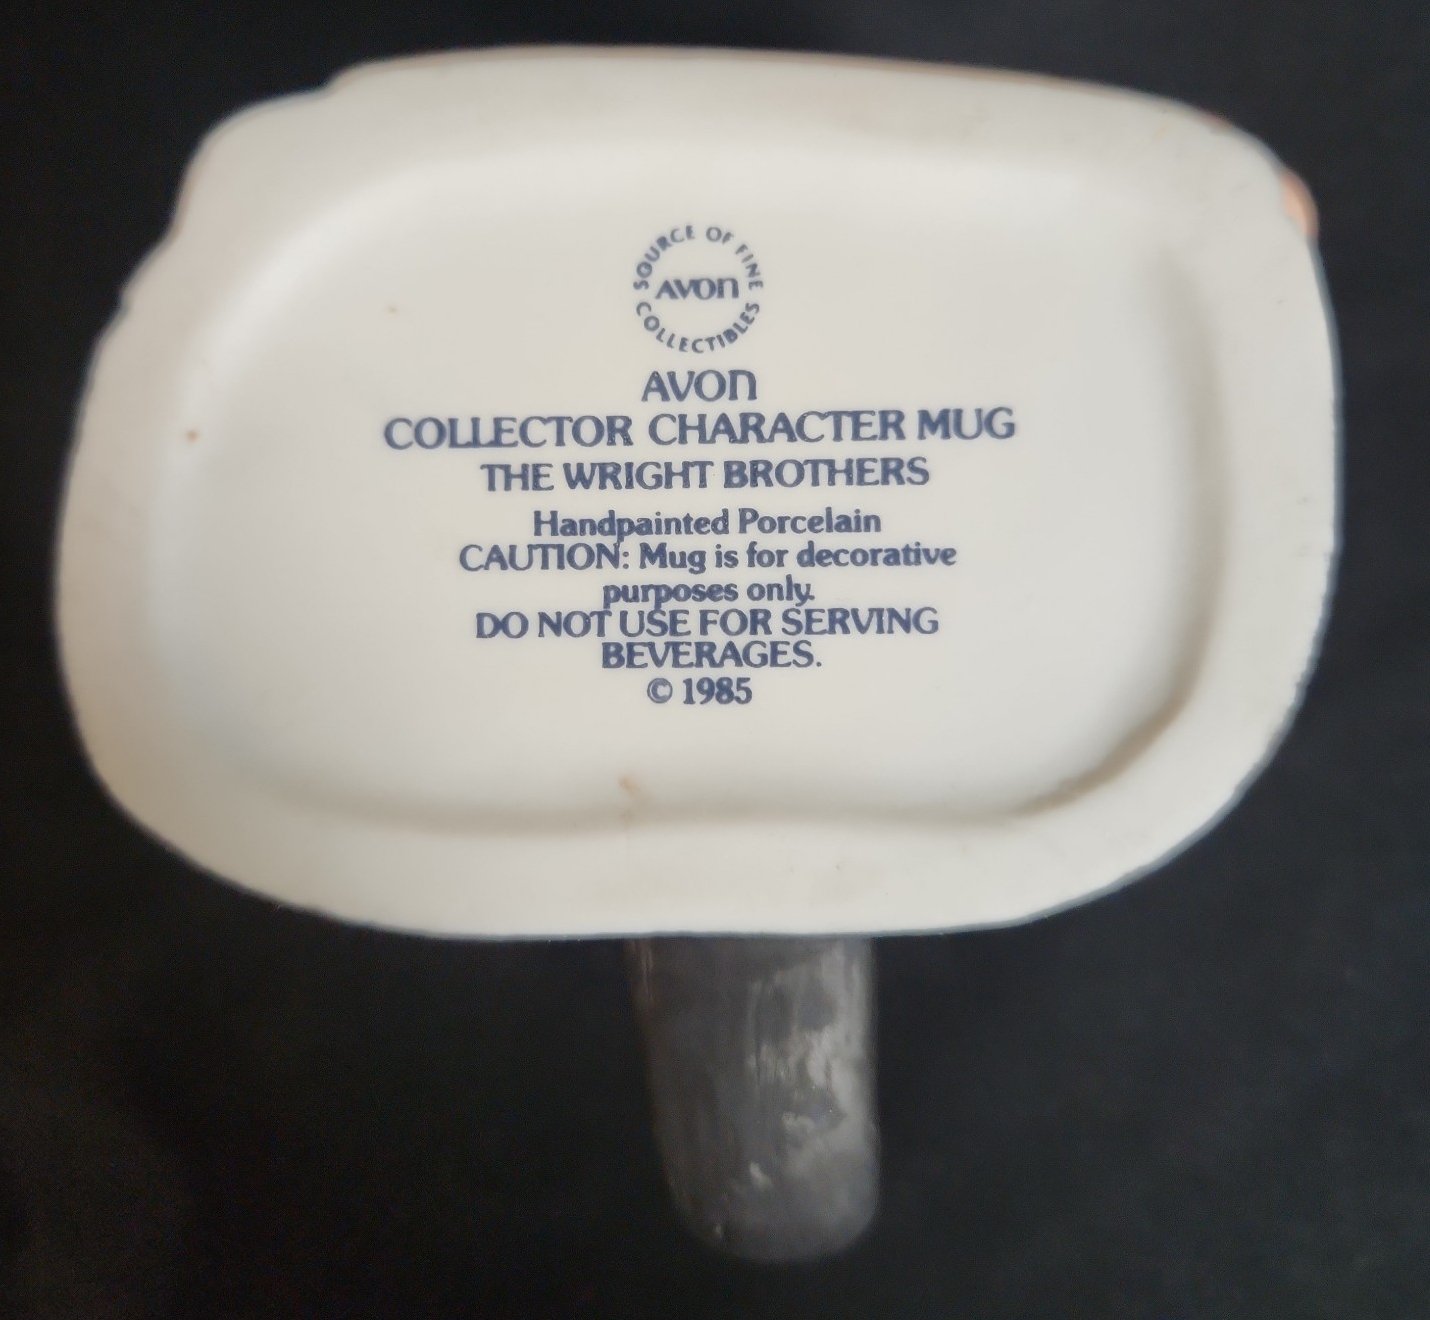 SOURCE OF FINE
AVON
COLLECTIBLES
AVON
COLLECTOR CHARACTER MUG
THE WRIGHT BROTHERS
Handpainted Porcelain
CAUTION: Mug is for decorative
purposes only.
DO NOT USE FOR SERVING
BEVERAGES.
© 1985